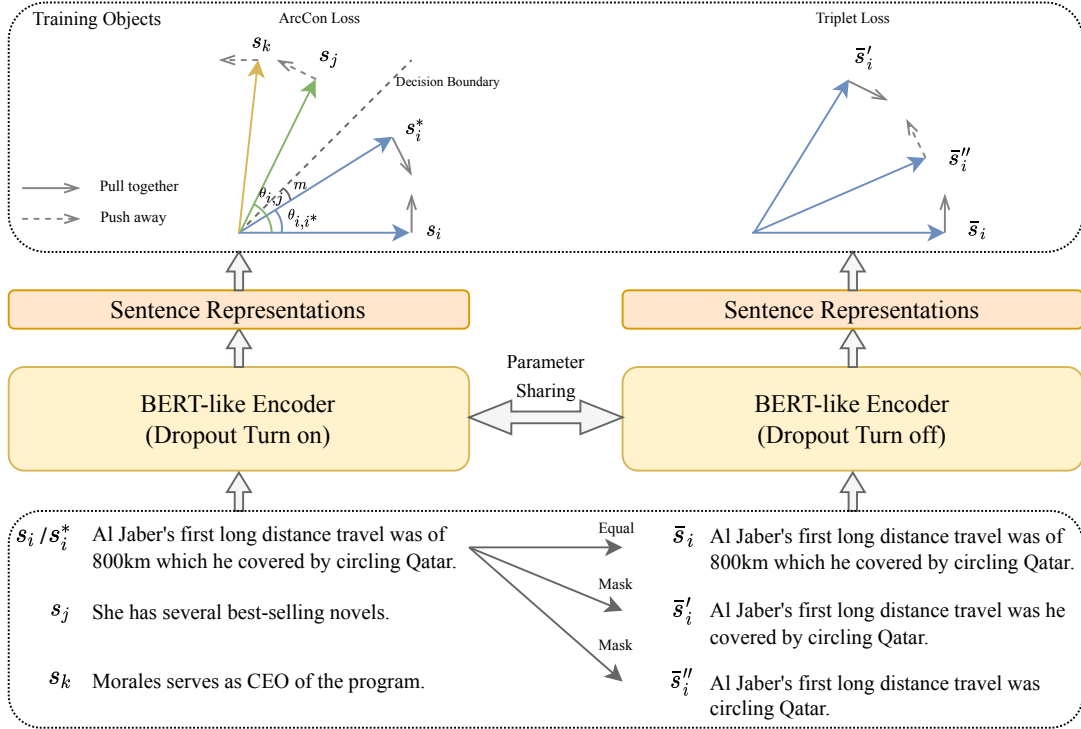 Training Objects
ArcCon Loss
Triplet Loss
s_k
s_j
Decision Boundary
s̄′_i
s*_i
s̄″_i
Pull together
Push away
θ_{i,j}
m
θ_{i,i*}
s_i
s̄_i
Sentence Representations
Sentence Representations
Parameter
Sharing
BERT-like Encoder
(Dropout Turn on)
BERT-like Encoder
(Dropout Turn off)
s_i /s*_i Al Jaber's first long distance travel was of
800km which he covered by circling Qatar.
s_j She has several best-selling novels.
s_k Morales serves as CEO of the program.
Equal
Mask
Mask
s̄_i Al Jaber's first long distance travel was of
800km which he covered by circling Qatar.
s̄′_i Al Jaber's first long distance travel was he
covered by circling Qatar.
s̄″_i Al Jaber's first long distance travel was
circling Qatar.